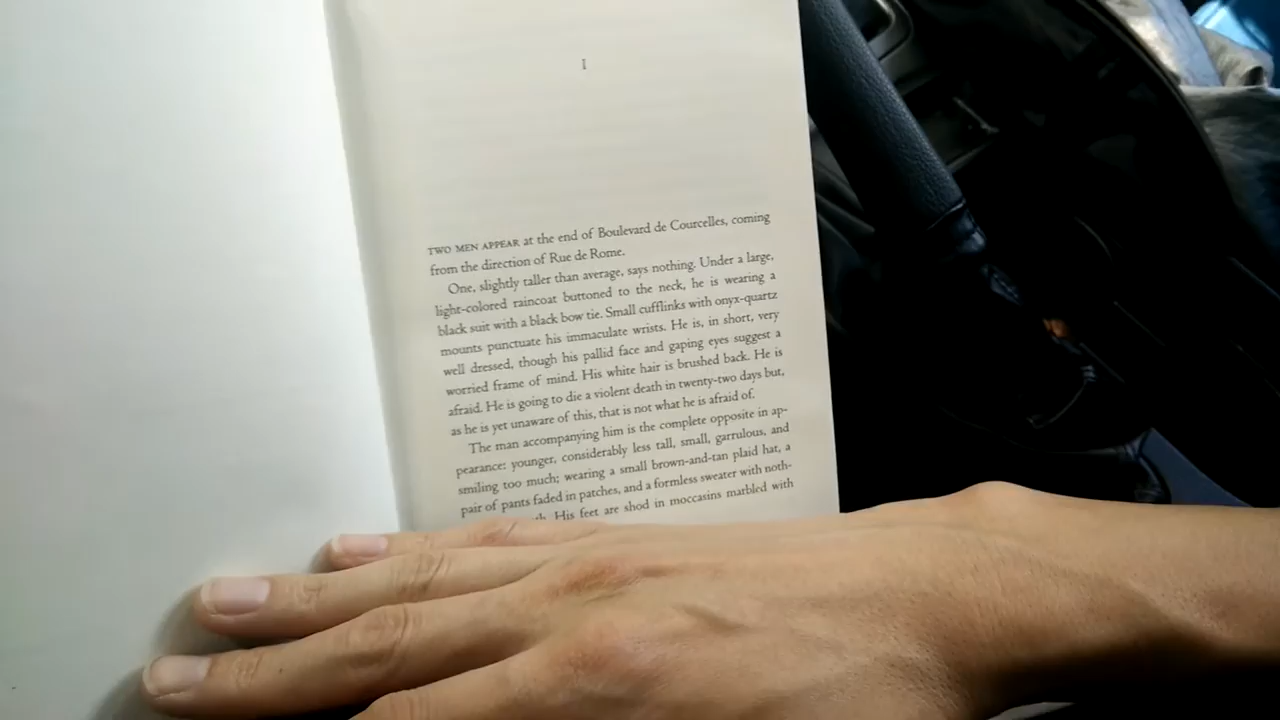 I
TWO MEN APPEAR at the end of Boulevard de Courcelles, coming
from the direction of Rue de Rome.
One, slightly taller than average, says nothing. Under a large,
light-colored raincoat buttoned to the neck, he is wearing a
black suit with a black bow tie. Small cufflinks with onyx-quartz
mounts punctuate his immaculate wrists. He is, in short, very
well dressed, though his pallid face and gaping eyes suggest a
worried frame of mind. His white hair is brushed back. He is
afraid. He is going to die a violent death in twenty-two days but,
as he is yet unaware of this, that is not what he is afraid of.
The man accompanying him is the complete opposite in ap-
pearance: younger, considerably less tall, small, garrulous, and
smiling too much; wearing a small brown-and-tan plaid hat, a
pair of pants faded in patches, and a formless sweater with noth-
His feet are shod in moccasins marbled with